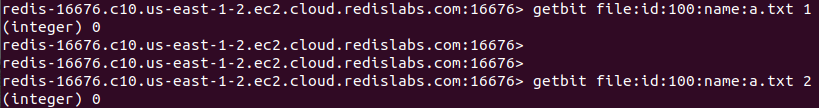 redis-16676.c10.us-east-1-2.ec2.cloud.redislabs.com:16676> getbit file:id:100:name:a.txt 1
(integer) 0
redis-16676.c10.us-east-1-2.ec2.cloud.redislabs.com:16676>
redis-16676.c10.us-east-1-2.ec2.cloud.redislabs.com:16676>
redis-16676.c10.us-east-1-2.ec2.cloud.redislabs.com:16676> getbit file:id:100:name:a.txt 2
(integer) 0